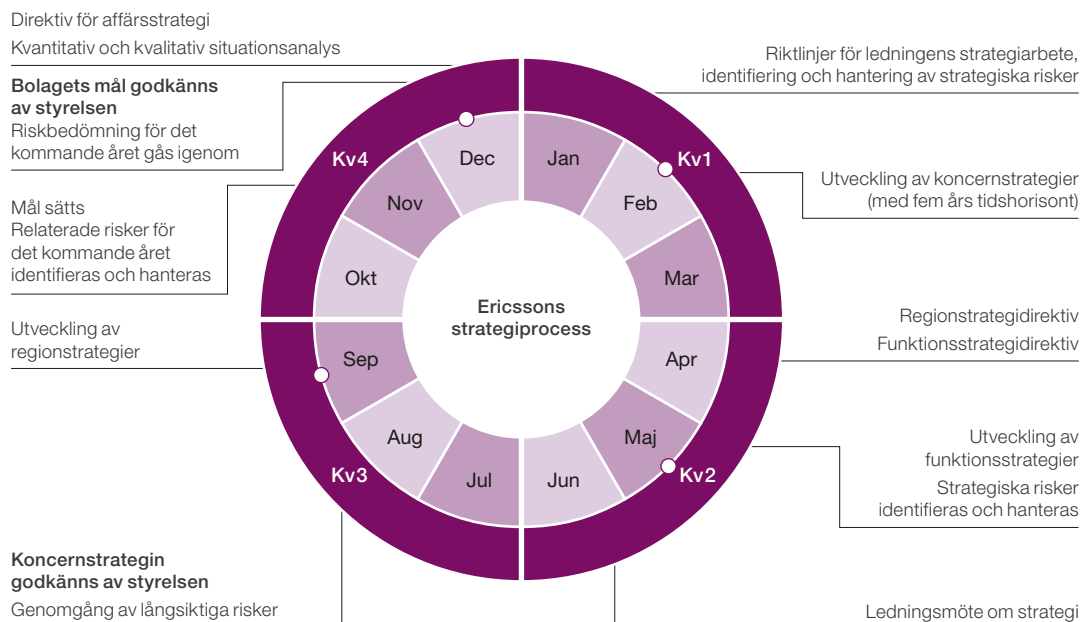 Direktiv för affärsstrategi
Kvantitativ och kvalitativ situationsanalys
Bolagets mål godkänns
av styrelsen
Riskbedömning för det
kommande året gås igenom
Mål sätts
Relaterade risker för
det kommande året
identifieras och hanteras
Utveckling av
regionstrategier
Koncernstrategin
godkänns av styrelsen
Genomgång av långsiktiga risker
Kv4
Kv1
Kv3
Kv2
Jan
Feb
Mar
Apr
Maj
Jun
Jul
Aug
Sep
Okt
Nov
Dec
Ericssons
strategiprocess
Riktlinjer för ledningens strategiarbete,
identifiering och hantering av strategiska risker
Utveckling av koncernstrategier
(med fem års tidshorisont)
Regionstrategidirektiv
Funktionsstrategidirektiv
Utveckling av
funktionsstrategier
Strategiska risker
identifieras och hanteras
Ledningsmöte om strategi